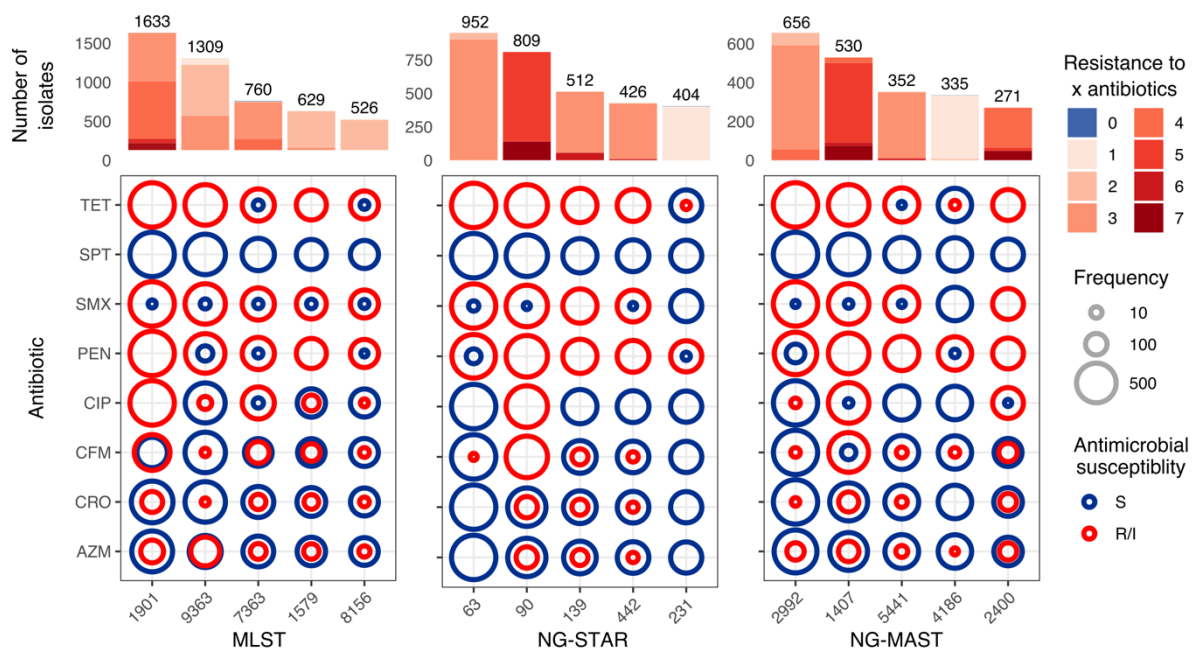 Number of
isolates
1633
1309
760
629
526
1500
1000
500
0
952
809
512
426
404
750
500
250
0
656
530
352
335
271
600
400
200
0
Resistance to
x antibiotics
0 4
1 5
2 6
3 7
Antibiotic
TET
SPT
SMX
PEN
CIP
CFM
CRO
AZM
Frequency
10
100
500
Antimicrobial
susceptiblity
S
R/I
1901 9363 7363 1579 8156
MLST
63 90 139 442 231
NG-STAR
2992 1407 5441 4186 2400
NG-MAST